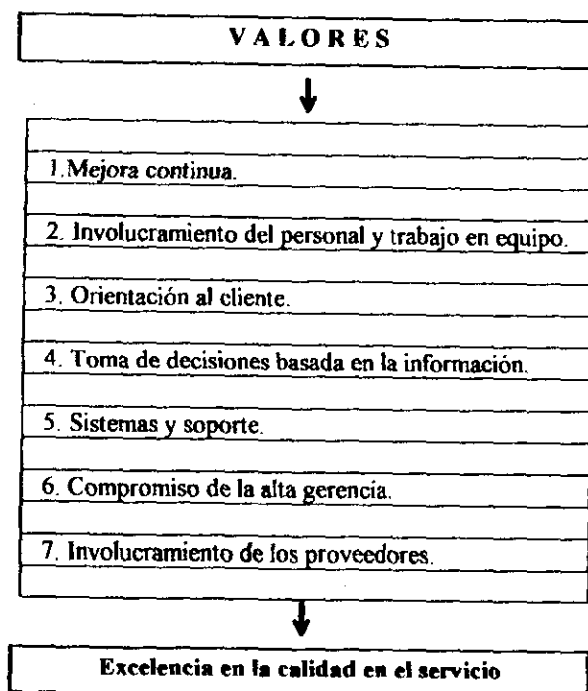 VALORES
1.Mejora continua.
2. Involucramiento del personal y trabajo en equipo.
3. Orientación al cliente.
4. Toma de decisiones basada en la información.
5. Sistemas y soporte.
6. Compromiso de la alta gerencia.
7. Involucramiento de los proveedores.
Excelencia en la calidad en el servicio